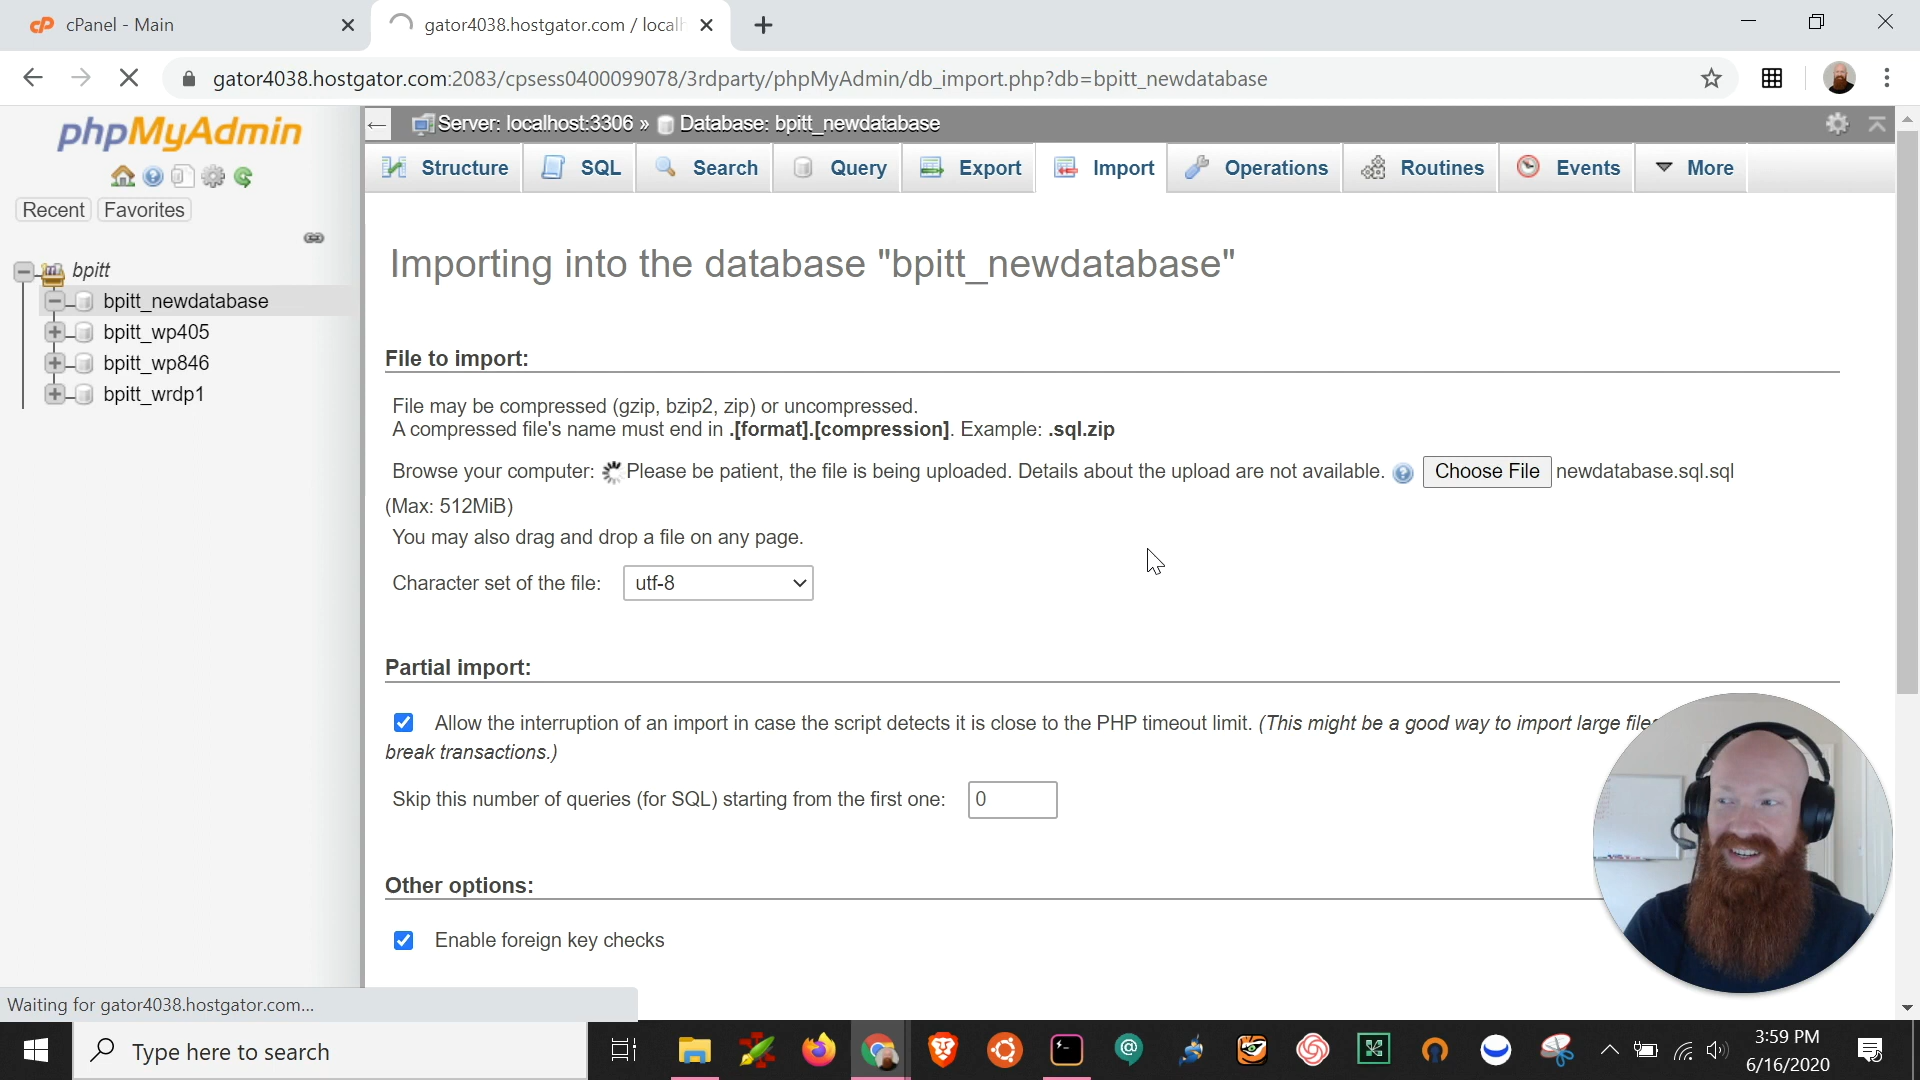 cPanel - Main
gator4038.hostgator.com / local
gator4038.hostgator.com:2083/cpsess0400099078/3rdparty/phpMyAdmin/db_import.php?db=bpitt_newdatabase
phpMyAdmin
Recent Favorites
bpitt
bpitt_newdatabase
bpitt_wp405
bpitt_wp846
bpitt_wrdp1
Server: localhost:3306 » Database: bpitt_newdatabase
Structure SQL Search Query Export Import Operations Routines Events More
Importing into the database "bpitt_newdatabase"
File to import:
File may be compressed (gzip, bzip2, zip) or uncompressed.
A compressed file's name must end in .[format].[compression]. Example: .sql.zip
Browse your computer: Please be patient, the file is being uploaded. Details about the upload are not available. Choose File newdatabase.sql.sql
(Max: 512MiB)
You may also drag and drop a file on any page.
Character set of the file: utf-8
Partial import:
Allow the interruption of an import in case the script detects it is close to the PHP timeout limit. (This might be a good way to import large
break transactions.)
Skip this number of queries (for SQL) starting from the first one: 0
Other options:
Enable foreign key checks
Waiting for gator4038.hostgator.com...
Type here to search
3:59 PM
6/16/2020